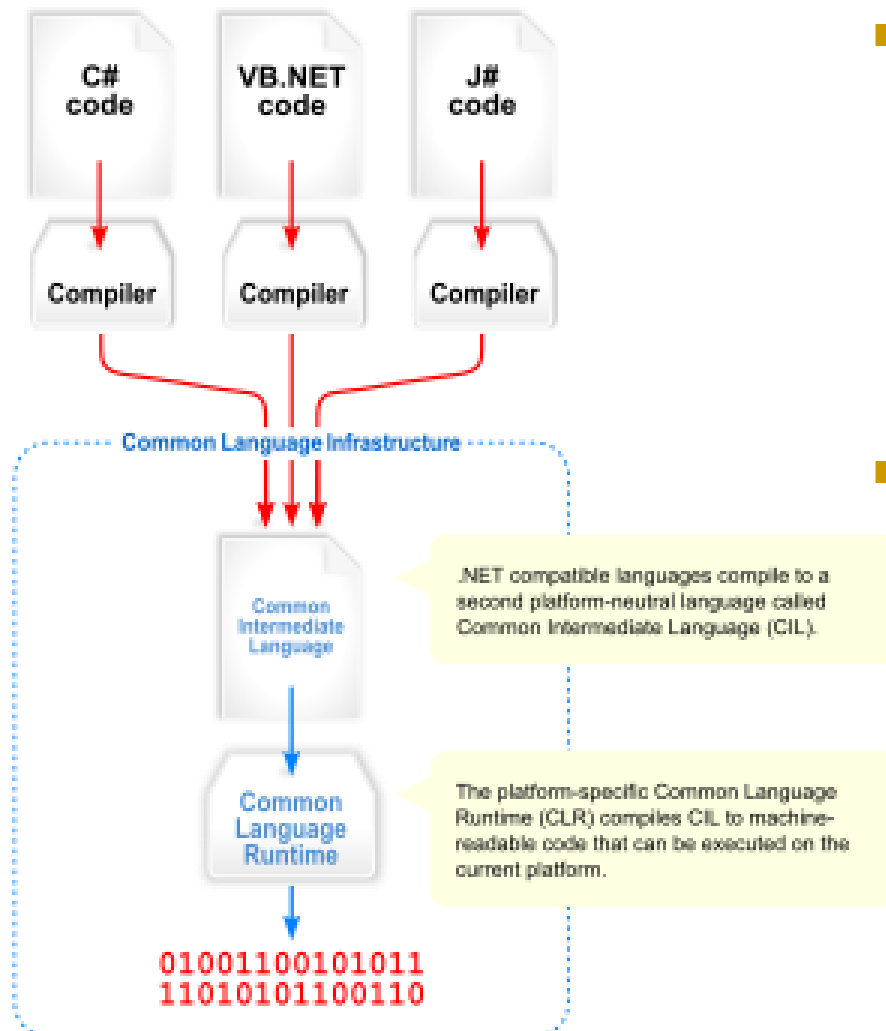 C#
code
VB.NET
code
J#
code
Compiler
Compiler
Compiler
Common Language Infrastructure
Common
Intermediate
Language
.NET compatible languages compile to a
second platform-neutral language called
Common Intermediate Language (CIL).
Common
Language
Runtime
The platform-specific Common Language
Runtime (CLR) compiles CIL to machine-
readable code that can be executed on the
current platform.
01001100101011
11010101100110